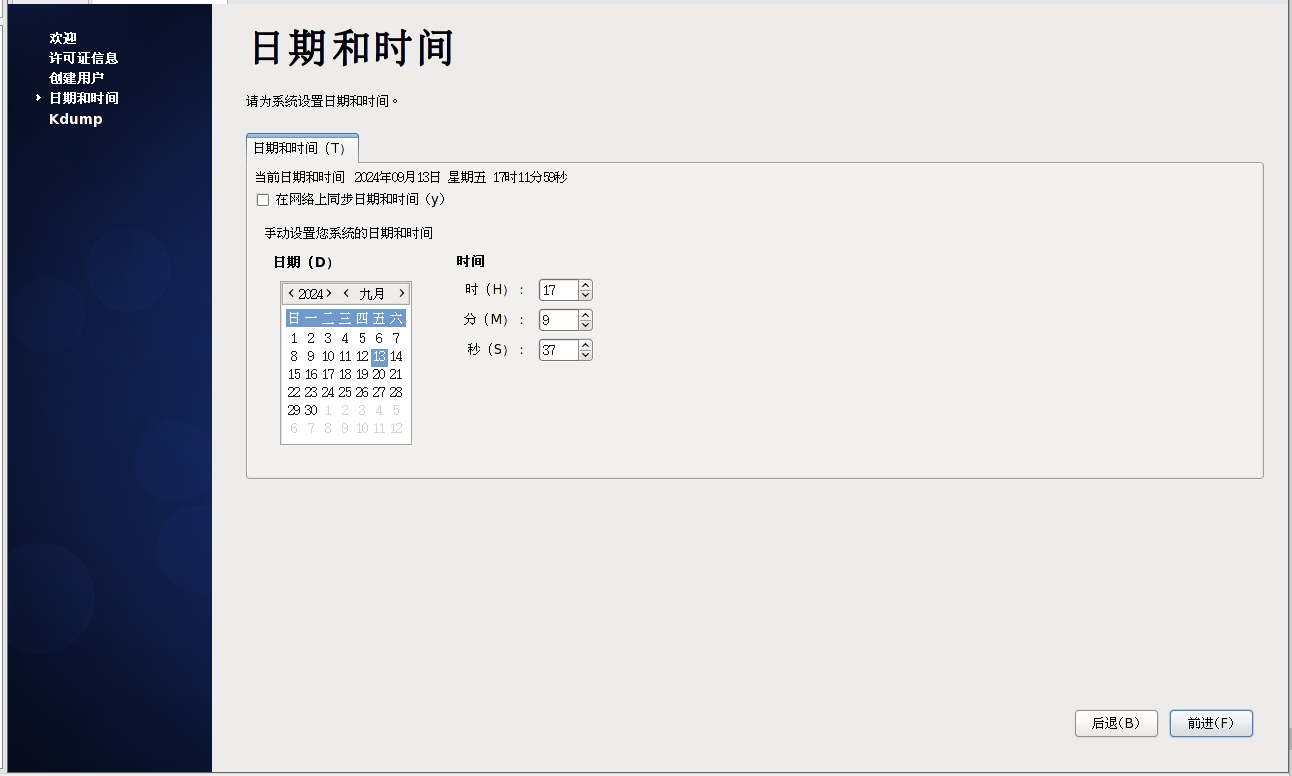 欢迎
许可证信息
创建用户
日期和时间
Kdump
日期和时间
请为系统设置日期和时间。
日期和时间（T）
当前日期和时间 2024年09月13日 星期五 17时11分59秒
在网络上同步日期和时间（y）
手动设置您系统的日期和时间
日期（D） 时间
< 2024 > < 九月 >
日 一 二 三 四 五 六
1 2 3 4 5 6 7
8 9 10 11 12 13 14
15 16 17 18 19 20 21
22 23 24 25 26 27 28
29 30 1 2 3 4 5
6 7 8 9 10 11 12
时（H）： 17
分（M）： 9
秒（S）： 37
后退(B) 前进(F)